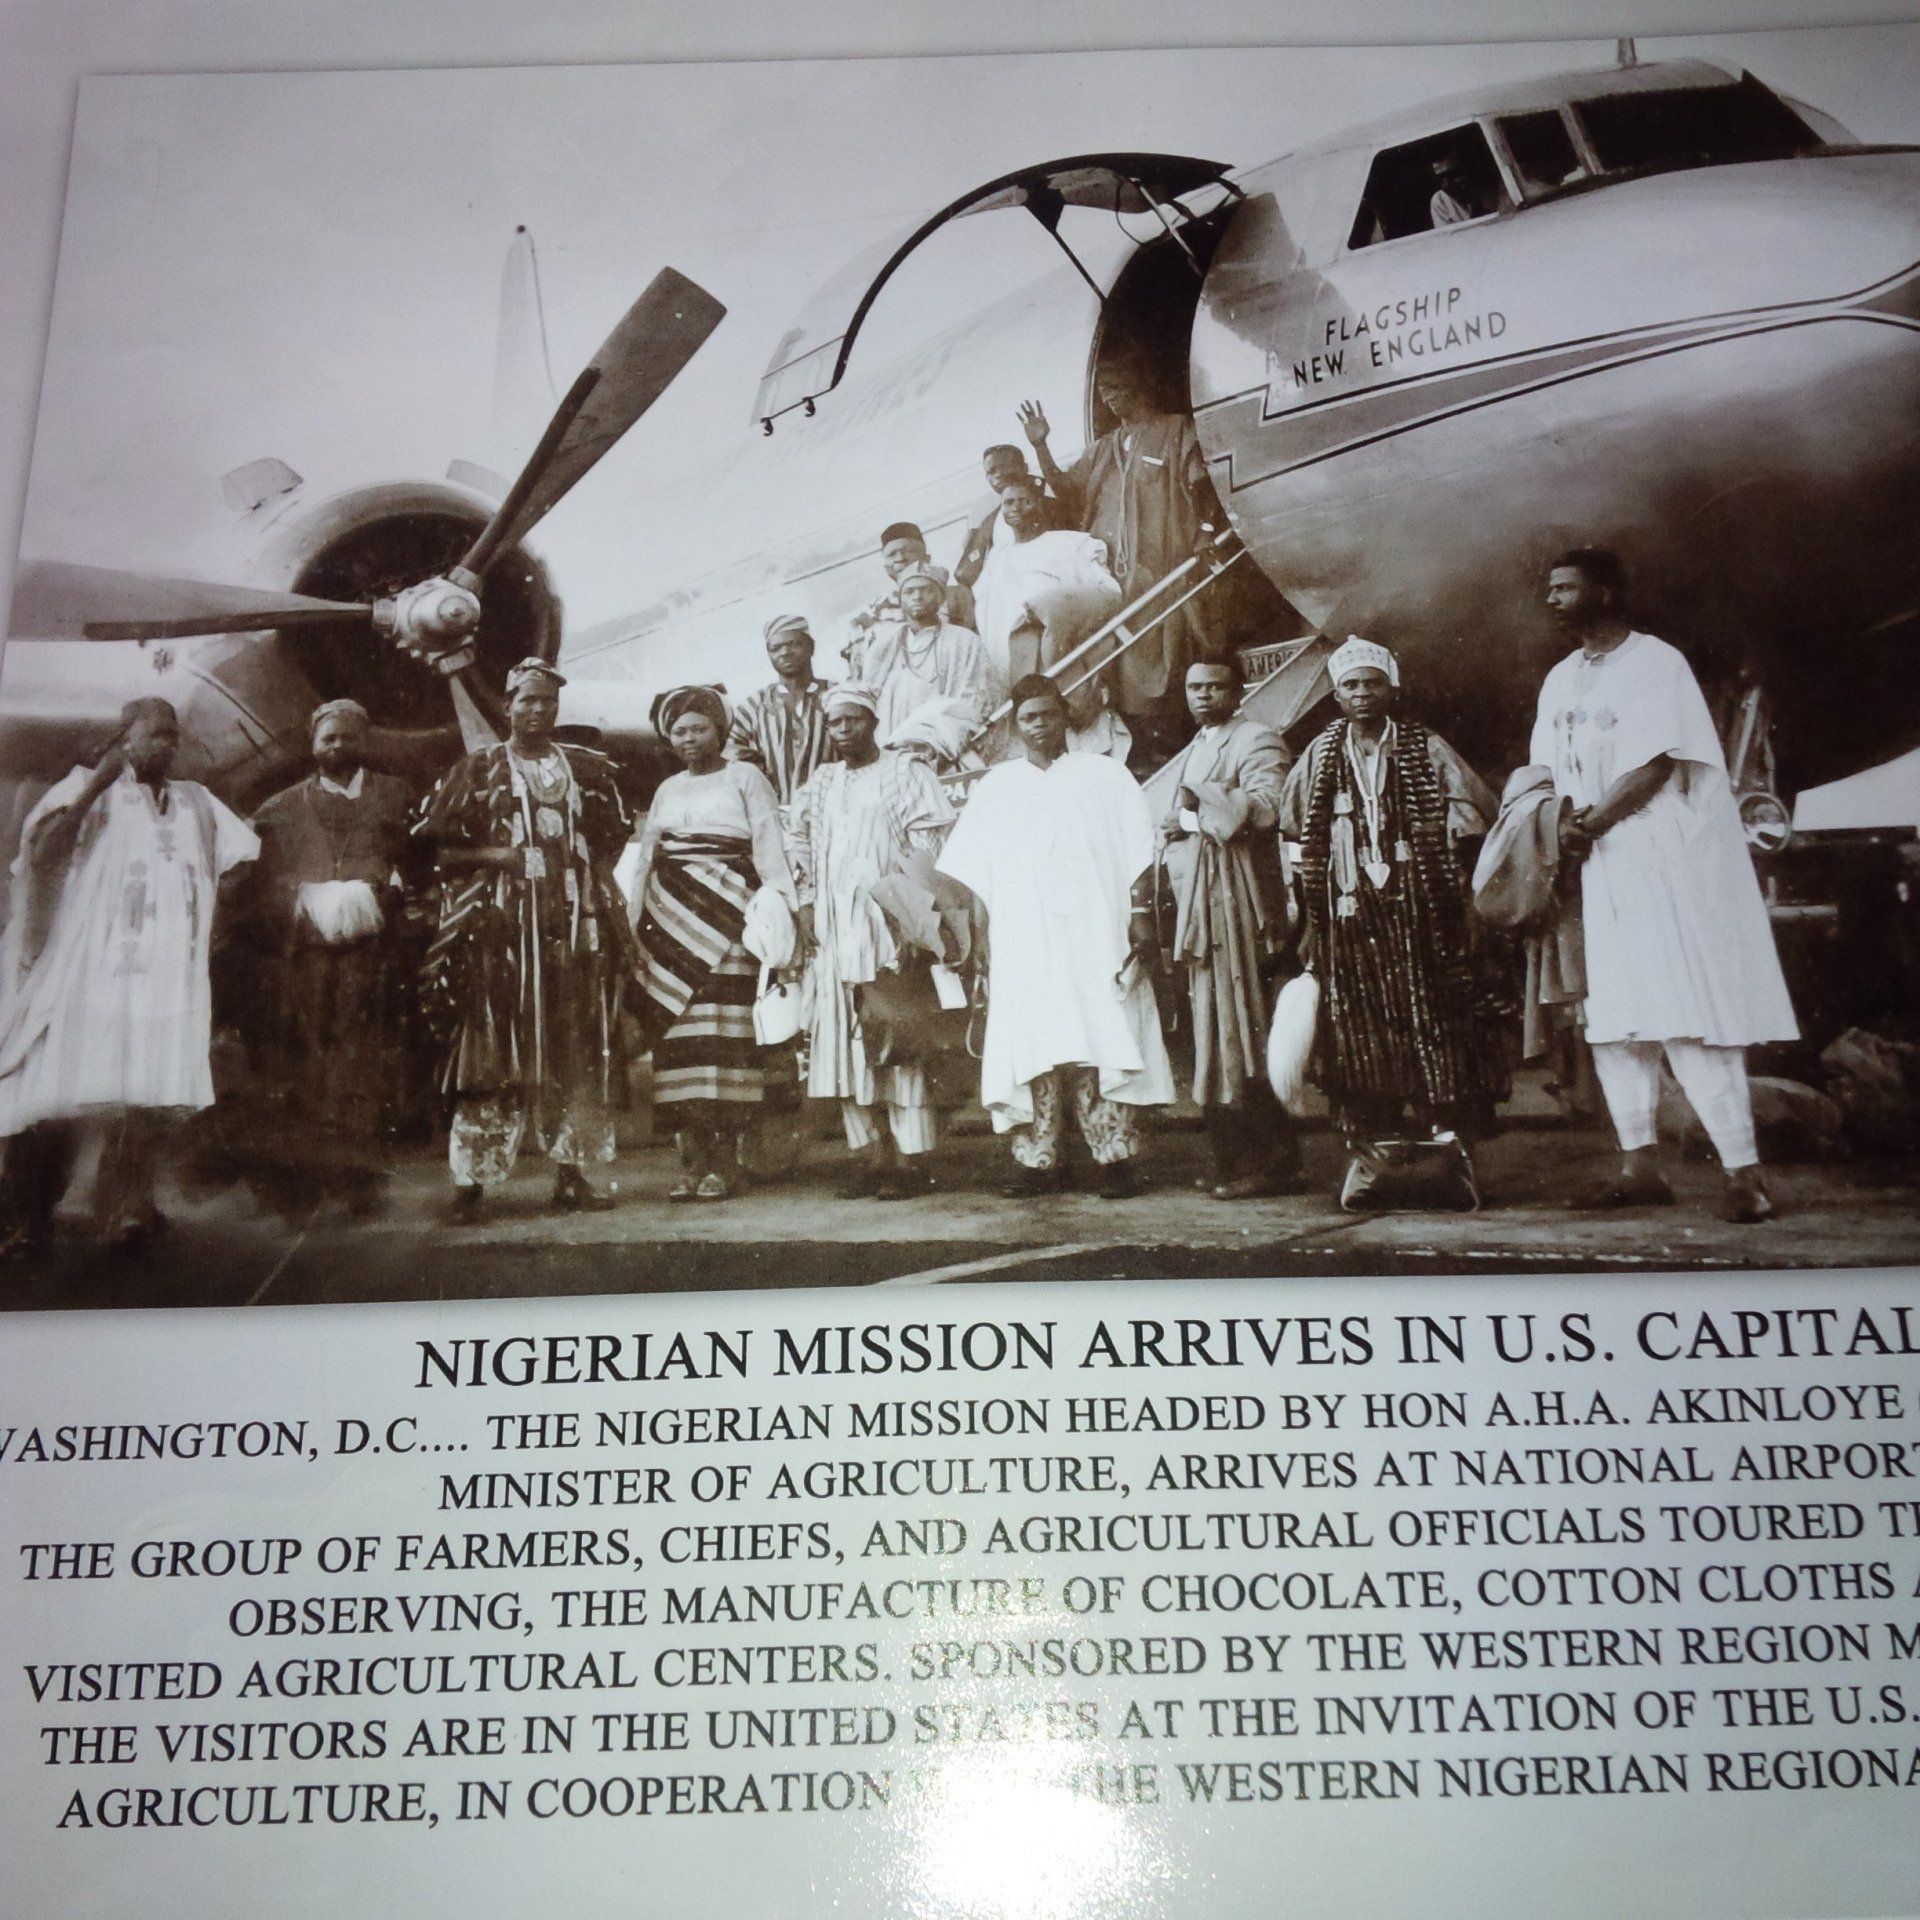 FLAGSHIP
NEW ENGLAND
NIGERIAN MISSION ARRIVES IN U.S. CAPITAL
WASHINGTON, D.C.... THE NIGERIAN MISSION HEADED BY HON A.H.A. AKINLOYE
MINISTER OF AGRICULTURE, ARRIVES AT NATIONAL AIRPORT
THE GROUP OF FARMERS, CHIEFS, AND AGRICULTURAL OFFICIALS TOURED
OBSERVING, THE MANUFACTURE OF CHOCOLATE, COTTON CLOTHS
VISITED AGRICULTURAL CENTERS. SPONSORED BY THE WESTERN REGION
THE VISITORS ARE IN THE UNITED STATES AT THE INVITATION OF THE U.S.
AGRICULTURE, IN COOPERATION THE WESTERN NIGERIAN REGIONA